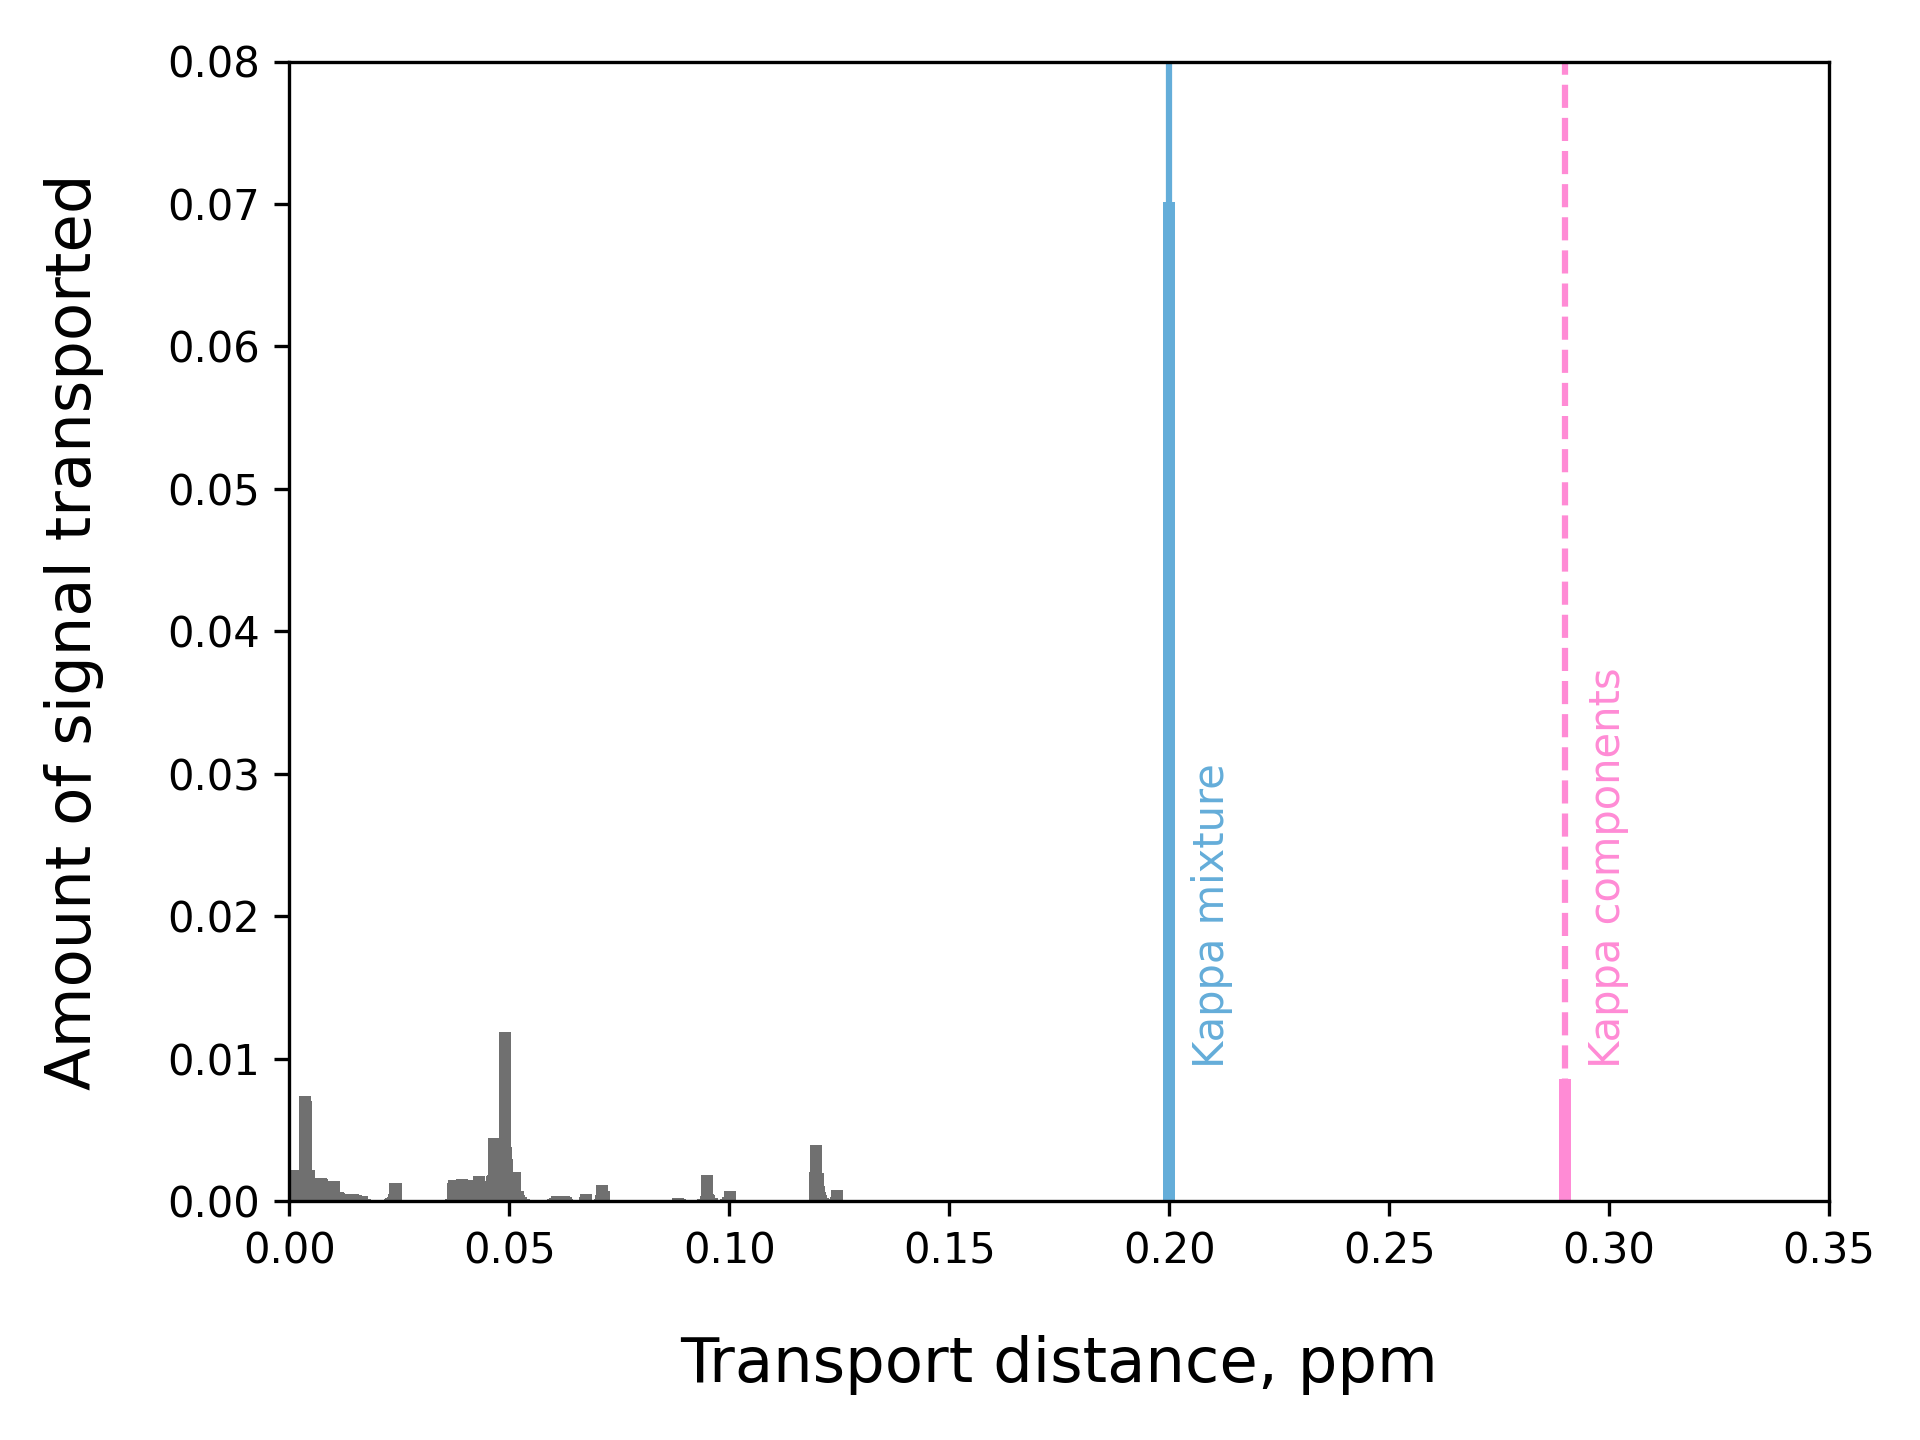 0.08
0.07
0.06
0.05
0.04
0.03
0.02
0.01
0.00
Amount of signal transported
Kappa mixture
Kappa components
0.00 0.05 0.10 0.15 0.20 0.25 0.30 0.35
Transport distance, ppm